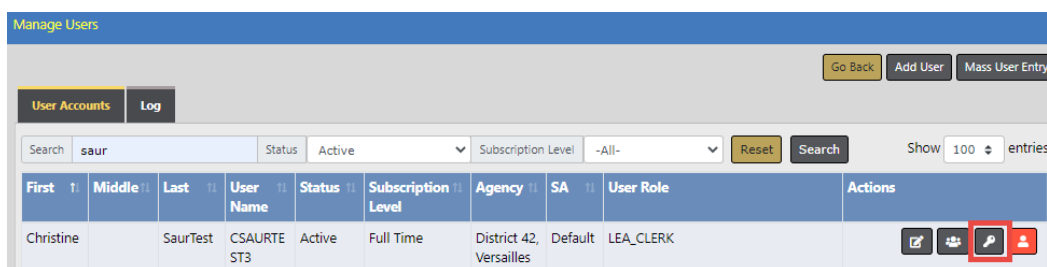 Manage Users
Go Back Add User Mass User Entry
User Accounts Log
Search saur Status Active Subscription Level -All- Reset Search Show 100 entries
First Middle Last User Name Status Subscription Level Agency SA User Role Actions
Christine SaurTest CSAURTE ST3 Active Full Time District 42, Versailles Default LEA_CLERK